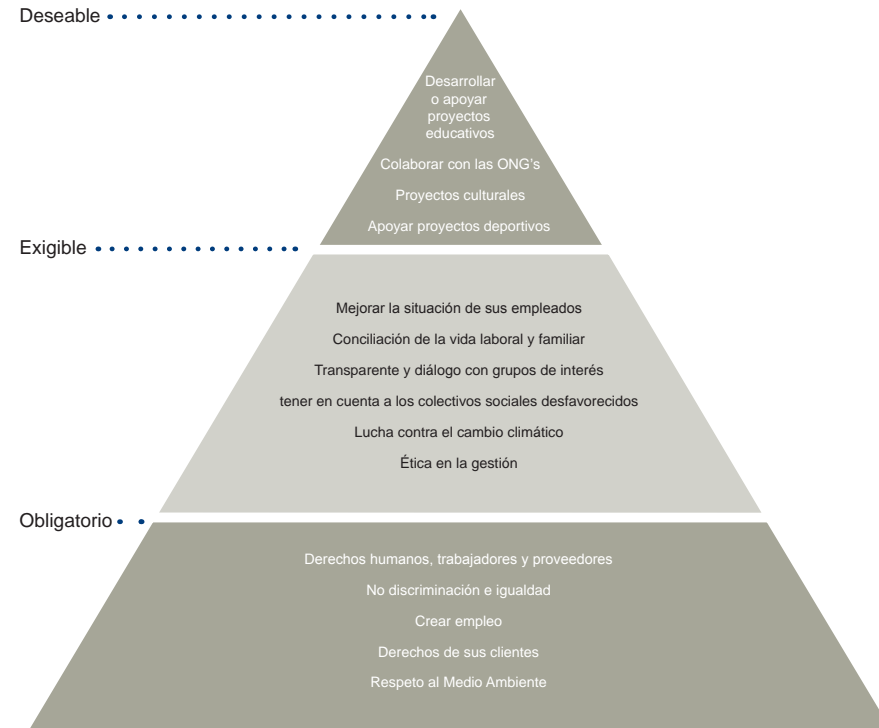 Deseable
Desarrollar
o apoyar
proyectos
educativos
Colaborar con las ONG's
Proyectos culturales
Apoyar proyectos deportivos
Exigible
Mejorar la situación de sus empleados
Conciliación de la vida laboral y familiar
Transparente y diálogo con grupos de interés
tener en cuenta a los colectivos sociales desfavorecidos
Lucha contra el cambio climático
Ética en la gestión
Obligatorio
Derechos humanos, trabajadores y proveedores
No discriminación e igualdad
Crear empleo
Derechos de sus clientes
Respeto al Medio Ambiente